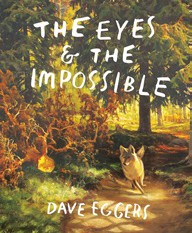 THE EYES
& THE
IMPOSSIBLE
DAVE EGGERS